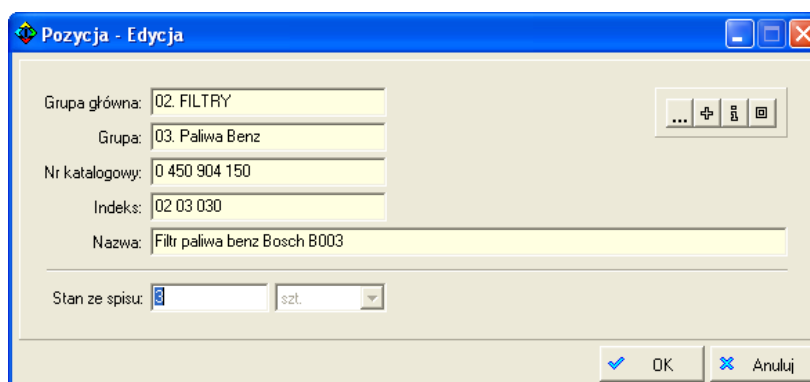 Pozycja - Edycja
Grupa główna: 02. FILTRY
Grupa: 03. Paliwa Benz
Nr katalogowy: 0 450 904 150
Indeks: 02 03 030
Nazwa: Filtr paliwa benz Bosch B003
Stan ze spisu: 3 szt.
OK Anuluj